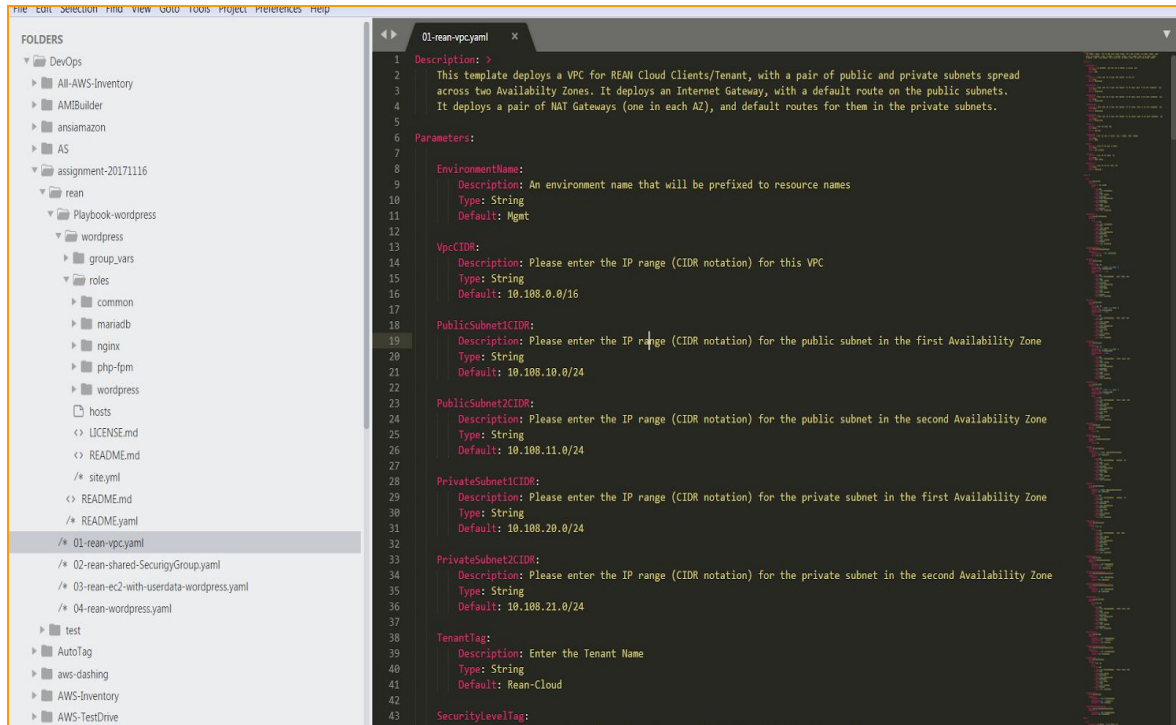 File Edit Selection Find View Goto Tools Project Preferences Help
FOLDERS
DevOps
All-AWS-Inventory
AMIBuilder
ansiamazon
AS
assignment-20171116
rean
Playbook-wordpress
wordpress
group_vars
roles
common
mariadb
nginx
php-fpm
wordpress
hosts
<> LICENSE.md
<> README.md
/* site.yml
<> README.md
/* README.yaml
/* 01-rean-vpc.yaml
/* 02-rean-shared-SecurigyGroup.yaml
/* 03-rean-ec2-with-userdata-wordpress.yaml
/* 04-rean-wordpress.yaml
test
AutoTag
aws-dashing
AWS-Inventory
AWS-TestDrive
01-rean-vpc.yaml ×
1 Description: >
2 This template deploys a VPC for REAN Cloud Clients/Tenant, with a pair of public and private subnets spread
3 across two Availabilty Zones. It deploys an Internet Gateway, with a default route on the public subnets.
4 It deploys a pair of NAT Gateways (one in each AZ), and default routes for them in the private subnets.
5
6 Parameters:
7
8 EnvironmentName:
9 Description: An environment name that will be prefixed to resource names
10 Type: String
11 Default: Mgmt
12
13 VpcCIDR:
14 Description: Please enter the IP range (CIDR notation) for this VPC
15 Type: String
16 Default: 10.108.0.0/16
17
18 PublicSubnet1CIDR:
19 Description: Please enter the IP range (CIDR notation) for the public subnet in the first Availability Zone
20 Type: String
21 Default: 10.108.10.0/24
22
23 PublicSubnet2CIDR:
24 Description: Please enter the IP range (CIDR notation) for the public subnet in the second Availability Zone
25 Type: String
26 Default: 10.108.11.0/24
27
28 PrivateSubnet1CIDR:
29 Description: Please enter the IP range (CIDR notation) for the private subnet in the first Availability Zone
30 Type: String
31 Default: 10.108.20.0/24
32
33 PrivateSubnet2CIDR:
34 Description: Please enter the IP range (CIDR notation) for the private subnet in the second Availability Zone
35 Type: String
36 Default: 10.108.21.0/24
37
38 TenantTag:
39 Description: Enter the Tenant Name
40 Type: String
41 Default: Rean-Cloud
42
43 SecurityLevelTag: